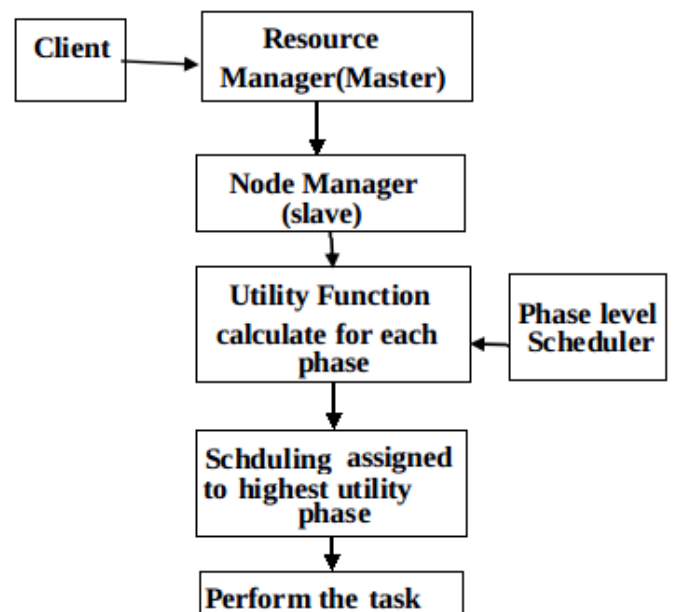 Client
Resource
Manager(Master)
Node Manager
(slave)
Utility Function
calculate for each
phase
Phase level
Scheduler
Schduling assigned
to highest utility
phase
Perform the task